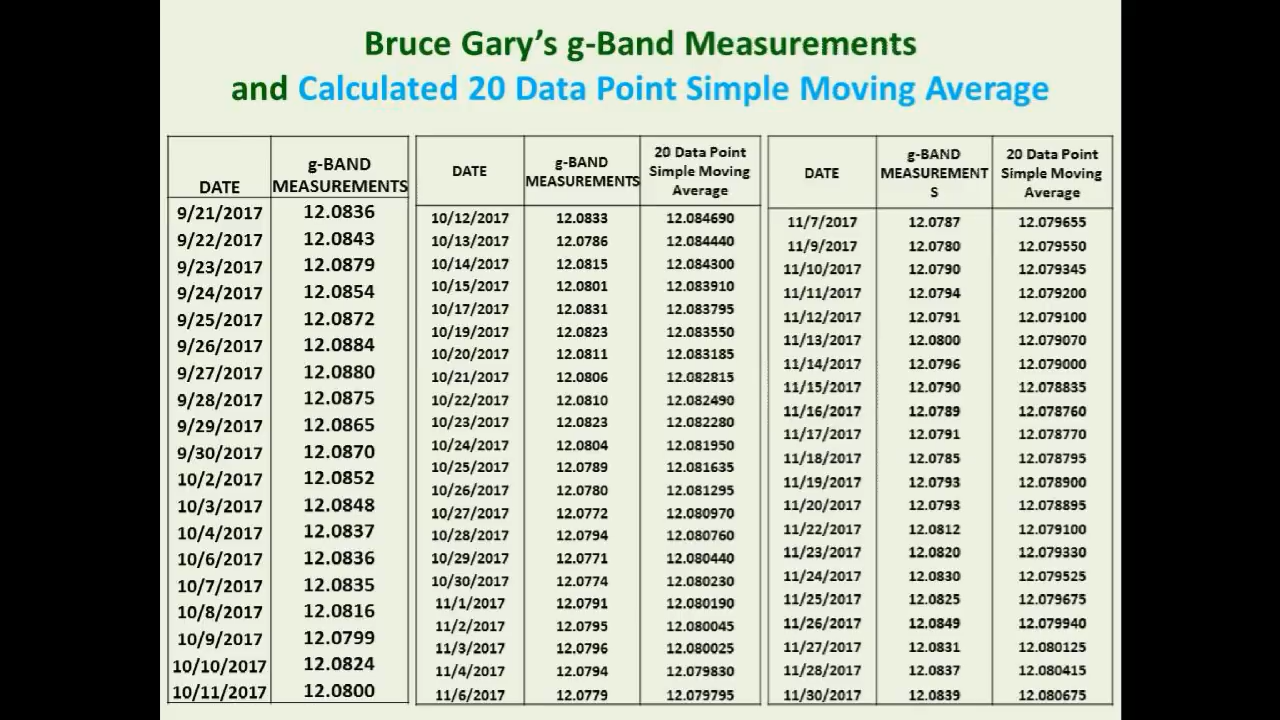 Bruce Gary’s g-Band Measurements
and Calculated 20 Data Point Simple Moving Average
DATE g-BAND MEASUREMENTS
9/21/2017 12.0836
9/22/2017 12.0843
9/23/2017 12.0879
9/24/2017 12.0854
9/25/2017 12.0872
9/26/2017 12.0884
9/27/2017 12.0880
9/28/2017 12.0875
9/29/2017 12.0865
9/30/2017 12.0870
10/2/2017 12.0852
10/3/2017 12.0848
10/4/2017 12.0837
10/6/2017 12.0836
10/7/2017 12.0835
10/8/2017 12.0816
10/9/2017 12.0799
10/10/2017 12.0824
10/11/2017 12.0800
DATE g-BAND MEASUREMENTS 20 Data Point Simple Moving Average
10/12/2017 12.0833 12.084690
10/13/2017 12.0786 12.084440
10/14/2017 12.0815 12.084300
10/15/2017 12.0801 12.083910
10/17/2017 12.0831 12.083795
10/19/2017 12.0823 12.083550
10/20/2017 12.0811 12.083185
10/21/2017 12.0806 12.082815
10/22/2017 12.0810 12.082490
10/23/2017 12.0823 12.082280
10/24/2017 12.0804 12.081950
10/25/2017 12.0789 12.081635
10/26/2017 12.0780 12.081295
10/27/2017 12.0772 12.080970
10/28/2017 12.0794 12.080760
10/29/2017 12.0771 12.080440
10/30/2017 12.0774 12.080230
11/1/2017 12.0791 12.080190
11/2/2017 12.0795 12.080045
11/3/2017 12.0796 12.080025
11/4/2017 12.0794 12.079830
11/6/2017 12.0779 12.079795
DATE g-BAND MEASUREMENT S 20 Data Point Simple Moving Average
11/7/2017 12.0787 12.079655
11/9/2017 12.0780 12.079550
11/10/2017 12.0790 12.079345
11/11/2017 12.0794 12.079200
11/12/2017 12.0791 12.079100
11/13/2017 12.0800 12.079070
11/14/2017 12.0796 12.079000
11/15/2017 12.0790 12.078835
11/16/2017 12.0789 12.078760
11/17/2017 12.0791 12.078770
11/18/2017 12.0785 12.078795
11/19/2017 12.0793 12.078900
11/20/2017 12.0793 12.078895
11/22/2017 12.0812 12.079100
11/23/2017 12.0820 12.079330
11/24/2017 12.0830 12.079525
11/25/2017 12.0825 12.079675
11/26/2017 12.0849 12.079940
11/27/2017 12.0831 12.080125
11/28/2017 12.0837 12.080415
11/30/2017 12.0839 12.080675